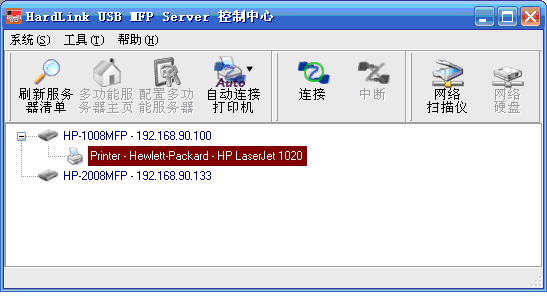 HardLink USB MFP Server 控制中心
系统(S) 工具(T) 帮助(H)
刷新服务
器清单
多功能服
务器主页
配置多功
能服务器
Auto
自动连接
打印机
连接
中断
网络
扫描仪
网络
硬盘
HP-1008MFP - 192.168.90.100
Printer - Hewlett-Packard - HP LaserJet 1020
HP-2008MFP - 192.168.90.133